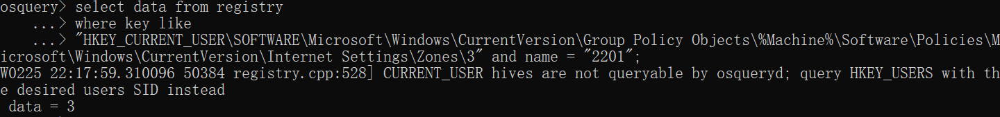 osquery> select data from registry
    ...> where key like
    ...> "HKEY_CURRENT_USER\SOFTWARE\Microsoft\Windows\CurrentVersion\Group Policy Objects\%Machine%\Software\Policies\M
icrosoft\Windows\CurrentVersion\Internet Settings\Zones\3" and name = "2201";
W0225 22:17:59.310096 50384 registry.cpp:528] CURRENT_USER hives are not queryable by osqueryd; query HKEY_USERS with th
e desired users SID instead
 data = 3